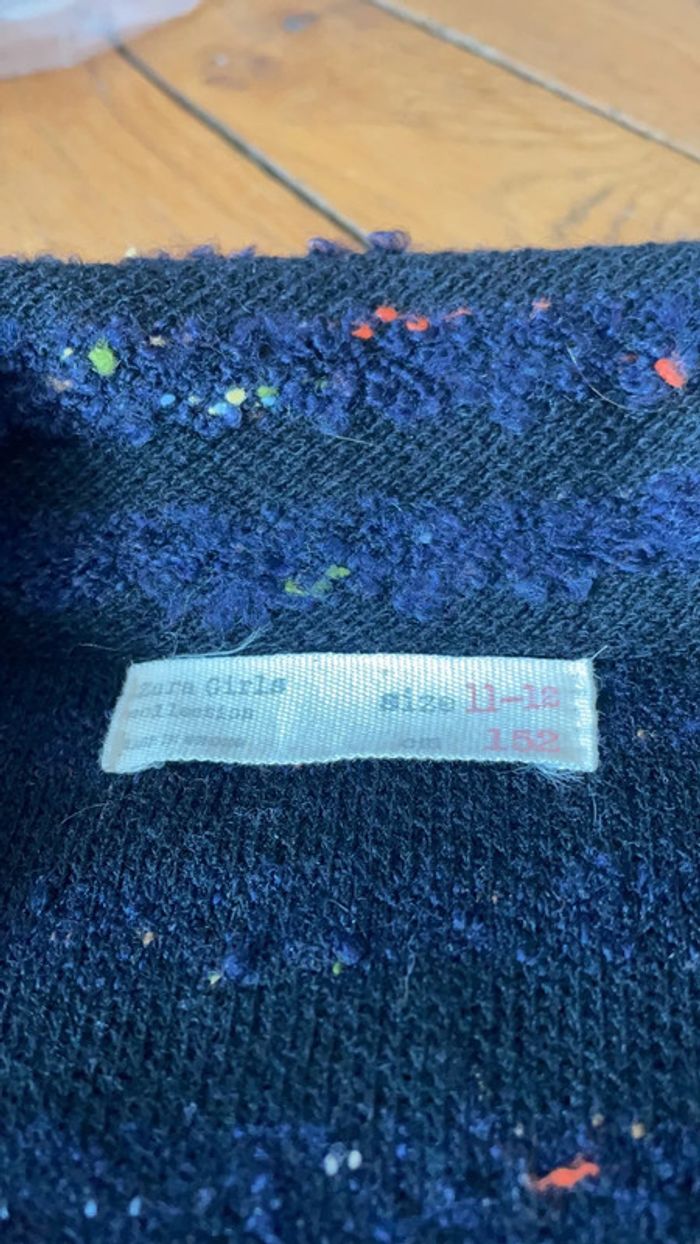 Zara Girls
collection
size 11-12
cm 152